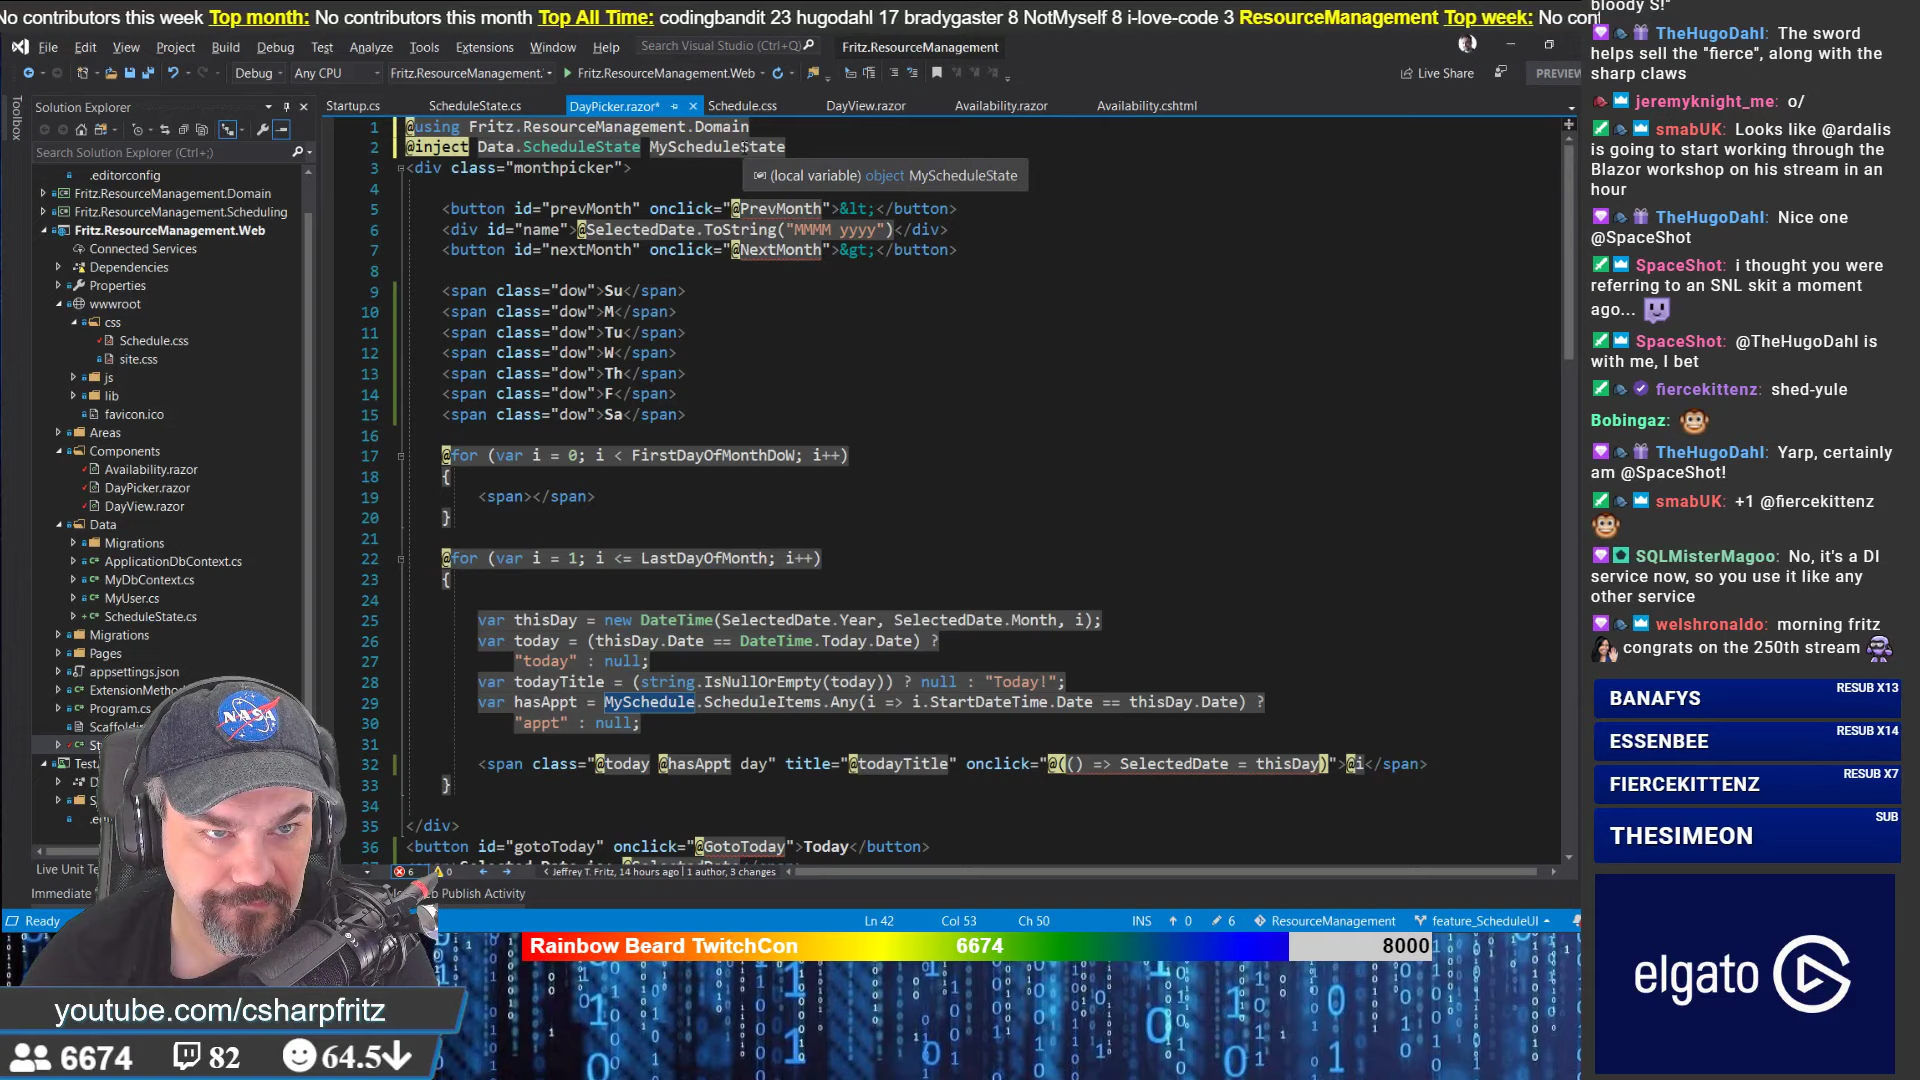 No contributors this week Top month: No contributors this month Top All Time: codingbandit 23 hugodahl 17 bradygaster 8 NotMyself 8 i-love-code 3 ResourceManagement Top week: No con
File Edit View Project Build Debug Test Analyze Tools Extensions Window Help Search Visual Studio (Ctrl+Q) Fritz.ResourceManagement
Debug Any CPU Fritz.ResourceManagement. Fritz.ResourceManagement.Web Live Share PREVIEW
Toolbox
Solution Explorer
Search Solution Explorer (Ctrl+;)
.editorconfig
Fritz.ResourceManagement.Domain
Fritz.ResourceManagement.Scheduling
Fritz.ResourceManagement.Web
Connected Services
Dependencies
Properties
wwwroot
css
Schedule.css
site.css
js
lib
favicon.ico
Areas
Components
Availability.razor
DayPicker.razor
DayView.razor
Data
Migrations
ApplicationDbContext.cs
MyDbContext.cs
MyUser.cs
ScheduleState.cs
Migrations
Pages
appsettings.json
ExtensionMetho
Program.cs
Scaffoldin
St
Test.
Live Unit Te
Immediate
Startup.cs ScheduleState.cs DayPicker.razor* Schedule.css DayView.razor Availability.razor Availability.cshtml
1 @using Fritz.ResourceManagement.Domain
2 @inject Data.ScheduleState MyScheduleState
3 <div class="monthpicker">
(local variable) object MyScheduleState
4
5 <button id="prevMonth" onclick="@PrevMonth">&lt;</button>
6 <div id="name">@SelectedDate.ToString("MMMM yyyy")</div>
7 <button id="nextMonth" onclick="@NextMonth">&gt;</button>
8
9 <span class="dow">Su</span>
10 <span class="dow">M</span>
11 <span class="dow">Tu</span>
12 <span class="dow">W</span>
13 <span class="dow">Th</span>
14 <span class="dow">F</span>
15 <span class="dow">Sa</span>
16
17 @for (var i = 0; i < FirstDayOfMonthDoW; i++)
18 {
19 <span></span>
20 }
21
22 @for (var i = 1; i <= LastDayOfMonth; i++)
23 {
24
25 var thisDay = new DateTime(SelectedDate.Year, SelectedDate.Month, i);
26 var today = (thisDay.Date == DateTime.Today.Date) ?
27 "today" : null;
28 var todayTitle = (string.IsNullOrEmpty(today)) ? null : "Today!";
29 var hasAppt = MySchedule.ScheduleItems.Any(i => i.StartDateTime.Date == thisDay.Date) ?
30 "appt" : null;
31
32 <span class="@today @hasAppt day" title="@todayTitle" onclick="@(() => SelectedDate = thisDay)">@i</span>
33 }
34
35 </div>
36 <button id="gotoToday" onclick="@GotoToday">Today</button>
6 0 Jeffrey T. Fritz, 14 hours ago | 1 author, 3 changes
Web Publish Activity
Ready Ln 42 Col 53 Ch 50 INS 0 6 ResourceManagement feature_ScheduleUI
Rainbow Beard TwitchCon 6674 8000
NASA
youtube.com/csharpfritz
6674 82 64.5
bloody S!"
TheHugoDahl: The sword
helps sell the "fierce", along with the
sharp claws
jeremyknight_me: o/
smabUK: Looks like @ardalis
is going to start working through the
Blazor workshop on his stream in an
hour
TheHugoDahl: Nice one
@SpaceShot
SpaceShot: i thought you were
referring to an SNL skit a moment
ago...
SpaceShot: @TheHugoDahl is
with me, I bet
fiercekittenz: shed-yule
Bobingaz:
TheHugoDahl: Yarp, certainly
am @SpaceShot!
smabUK: +1 @fiercekittenz
SQLMisterMagoo: No, it's a DI
service now, so you use it like any
other service
welshronaldo: morning fritz
congrats on the 250th stream
BANAFYS RESUB X13
ESSENBEE RESUB X14
FIERCEKITTENZ RESUB X7
THESIMEON SUB
elgato